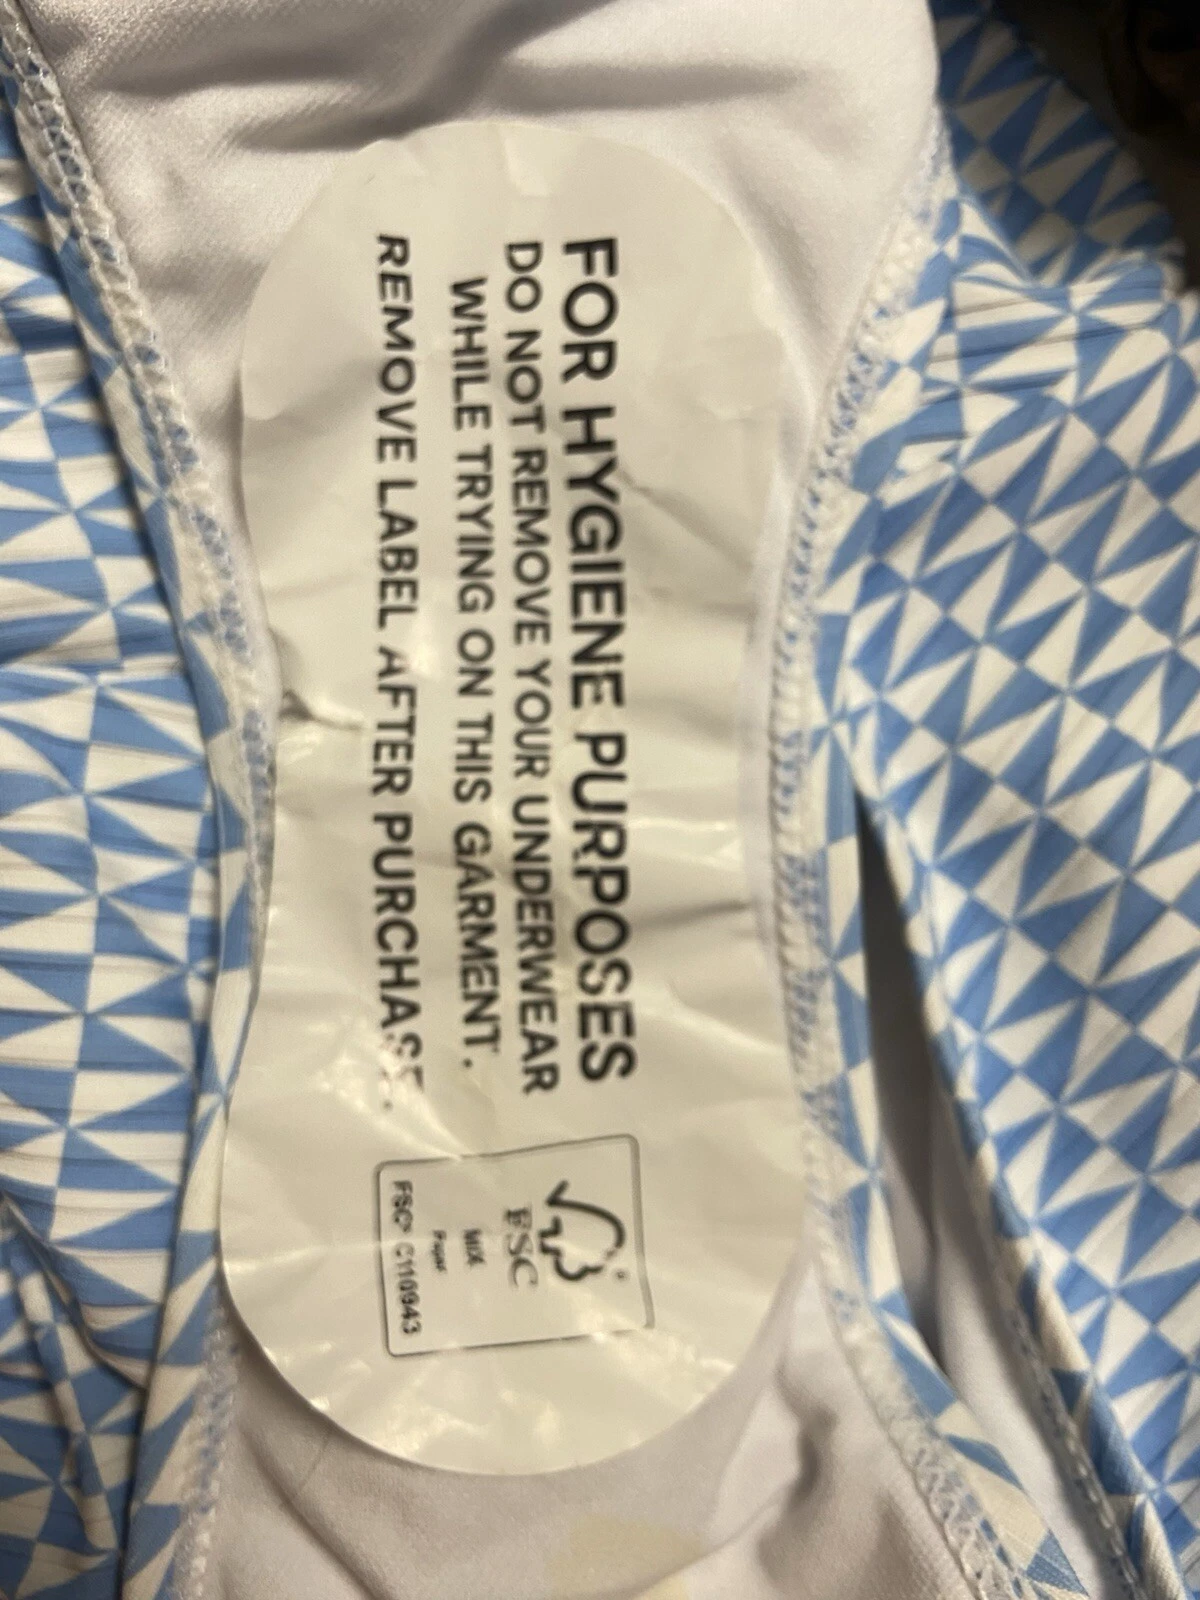 FOR HYGIENE PURPOSES
DO NOT REMOVE YOUR UNDERWEAR
WHILE TRYING ON THIS GARMENT.
REMOVE LABEL AFTER PURCHASE.
FSC
MIX
Paper
FSC® C110943